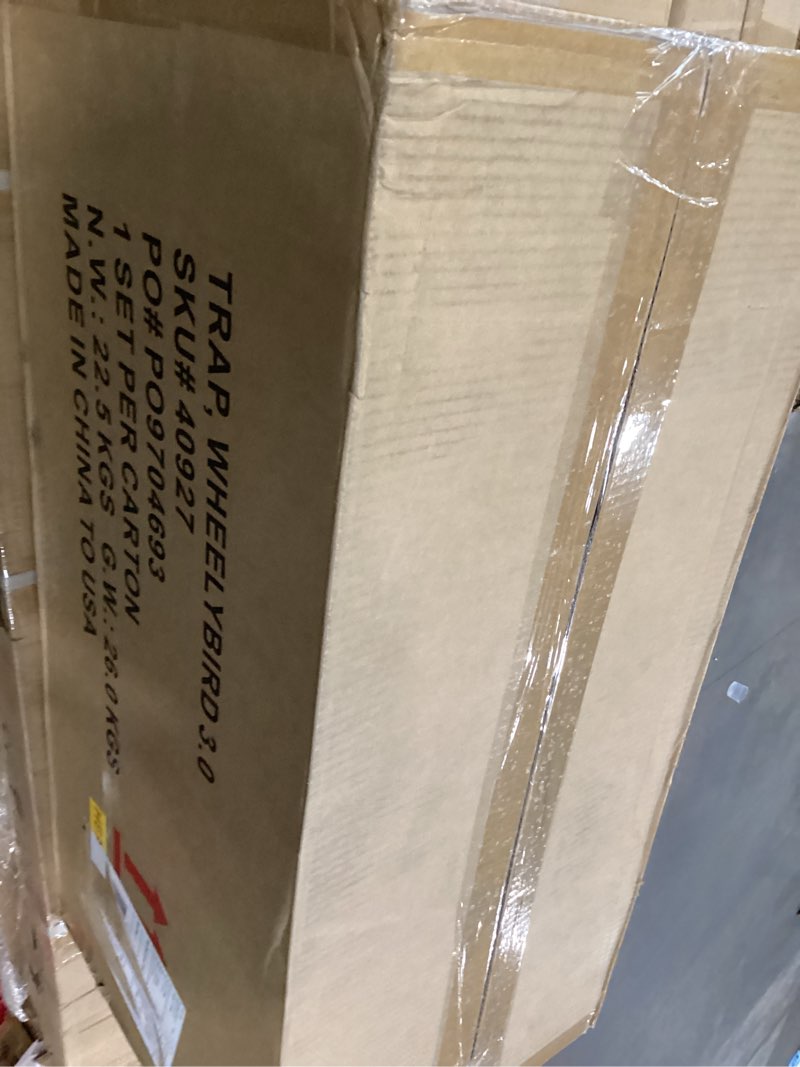 TRAP, WHEELYBIRD 3.0
SKU# 40927
PO# PO9704693
1 SET PER CARTON
N.W.: 22.5 KGS G.W.: 26.0 KGS
MADE IN CHINA TO USA